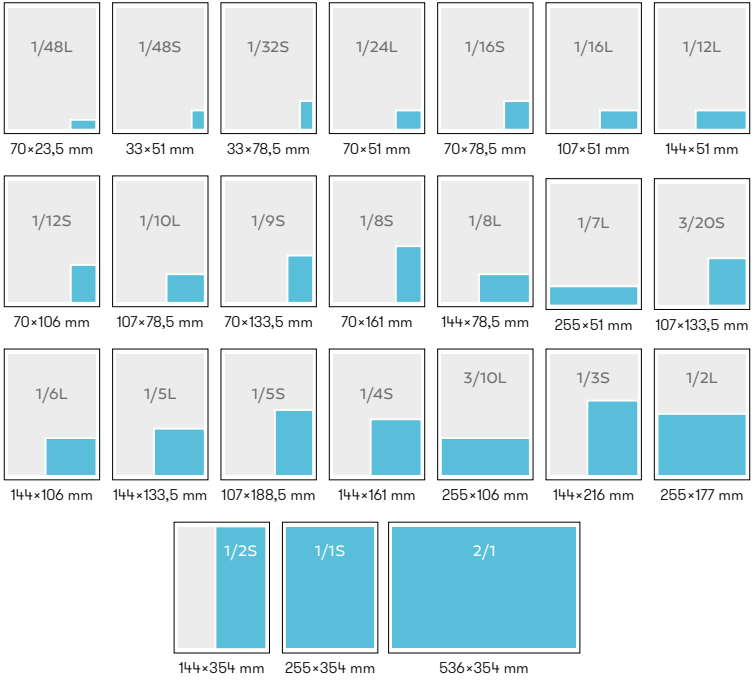 1/48L 1/48S 1/32S 1/24L 1/16S 1/16L 1/12L
70×23,5 mm 33×51 mm 33×78,5 mm 70×51 mm 70×78,5 mm 107×51 mm 144×51 mm
1/12S 1/10L 1/9S 1/8S 1/8L 1/7L 3/20S
70×106 mm 107×78,5 mm 70×133,5 mm 70×161 mm 144×78,5 mm 255×51 mm 107×133,5 mm
1/6L 1/5L 1/5S 1/4S 3/10L 1/3S 1/2L
144×106 mm 144×133,5 mm 107×188,5 mm 144×161 mm 255×106 mm 144×216 mm 255×177 mm
1/2S 1/1S 2/1
144×354 mm 255×354 mm 536×354 mm